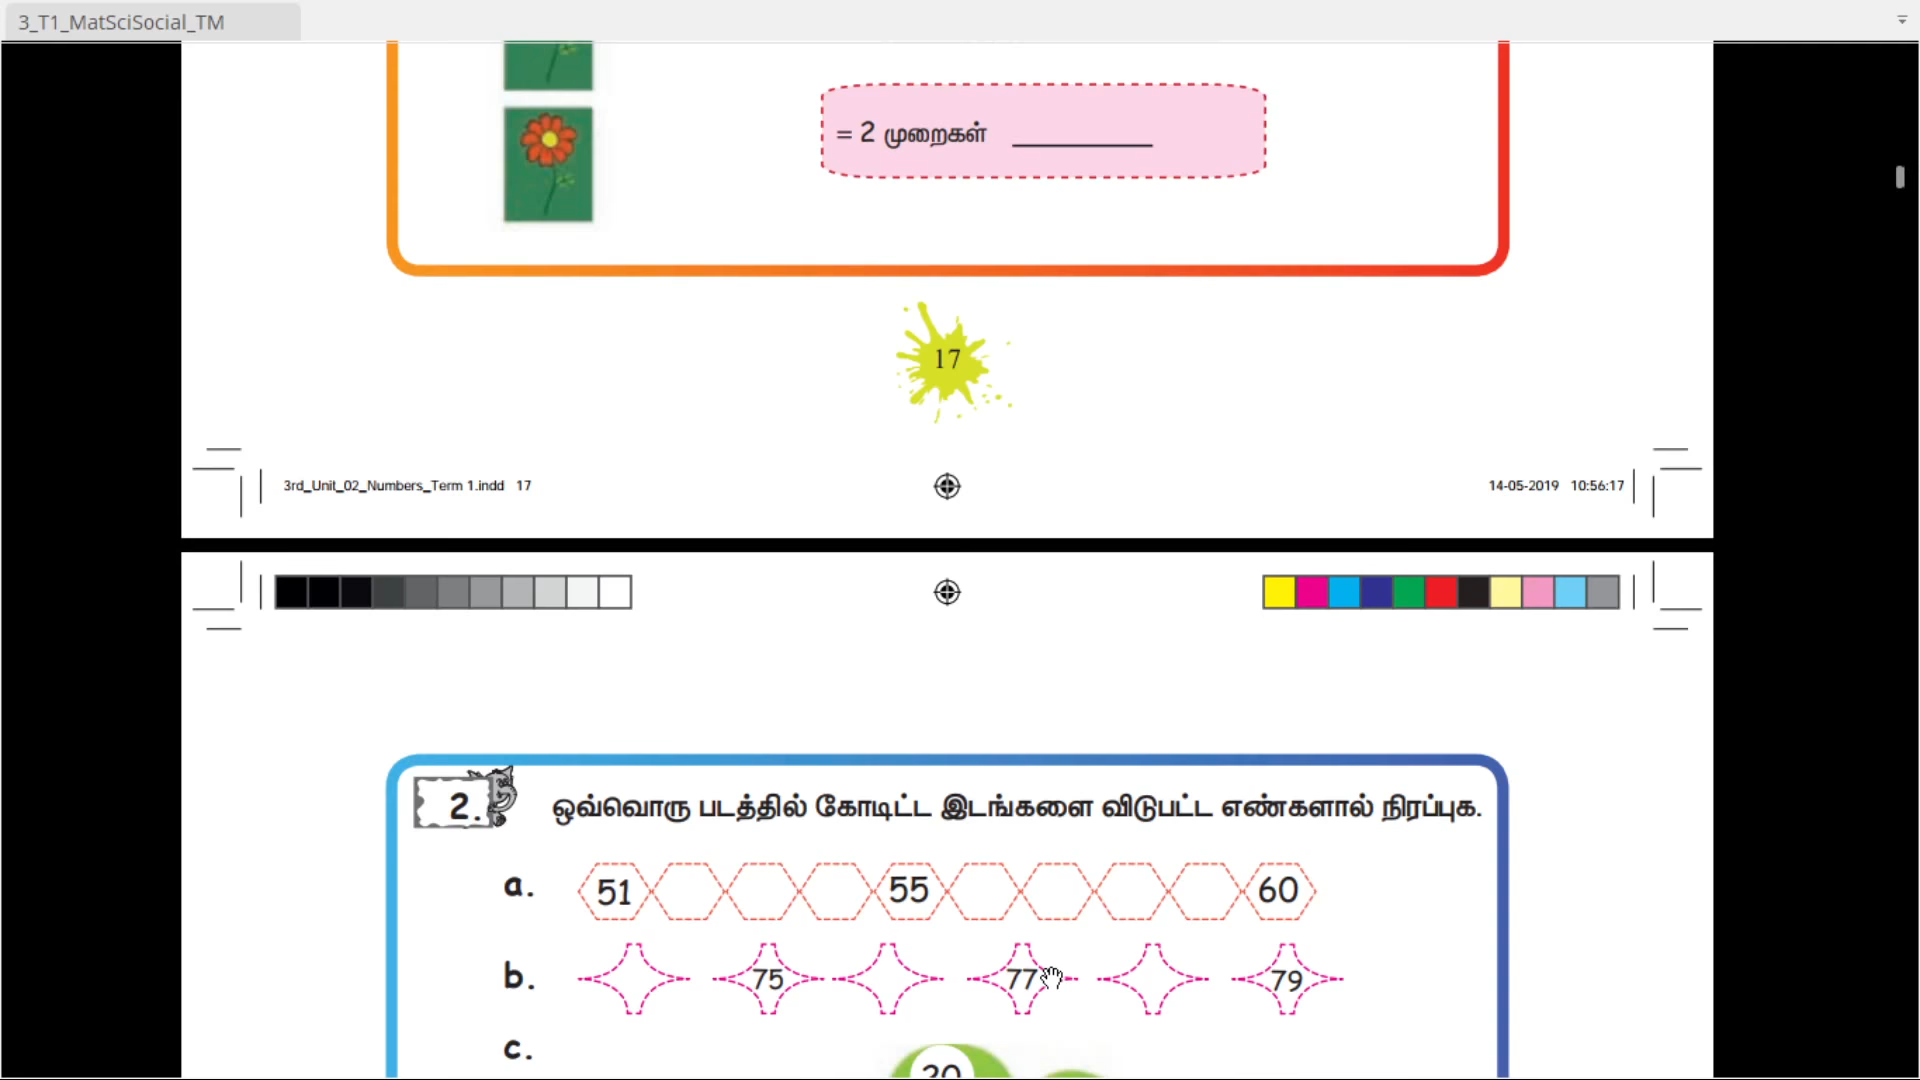 3_T1_MatSciSocial_TM
= 2 முறைகள் __________
17
3rd_Unit_02_Numbers_Term 1.indd 17
14-05-2019 10:56:17
2. ஒவ்வொரு படத்தில் கோடிட்ட இடங்களை விடுபட்ட எண்களால் நிரப்புக.
a. 51 55 60
b. 75 77 79
c.